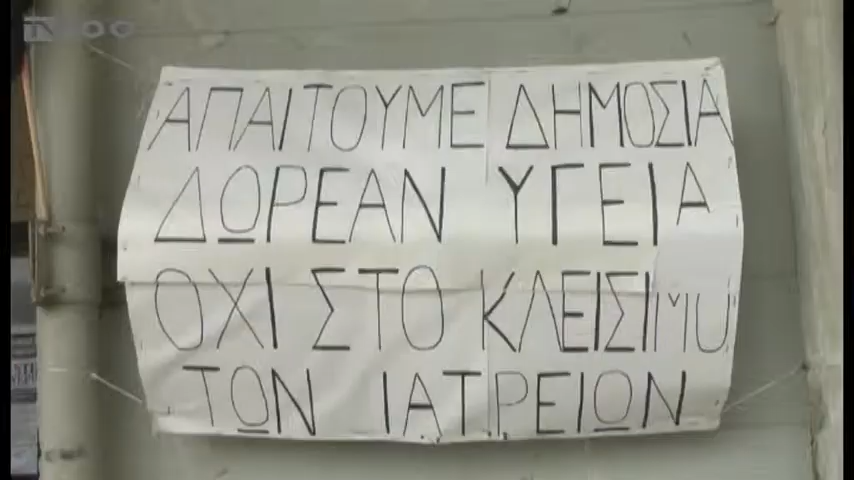 ΑΠΑΙΤΟΥΜΕ ΔΗΜΟΣΙΑ
ΔΩΡΕΑΝ ΥΓΕΙΑ
ΟΧΙ ΣΤΟ ΚΛΕΙΣΙΜΟ
ΤΩΝ ΙΑΤΡΕΙΩΝ